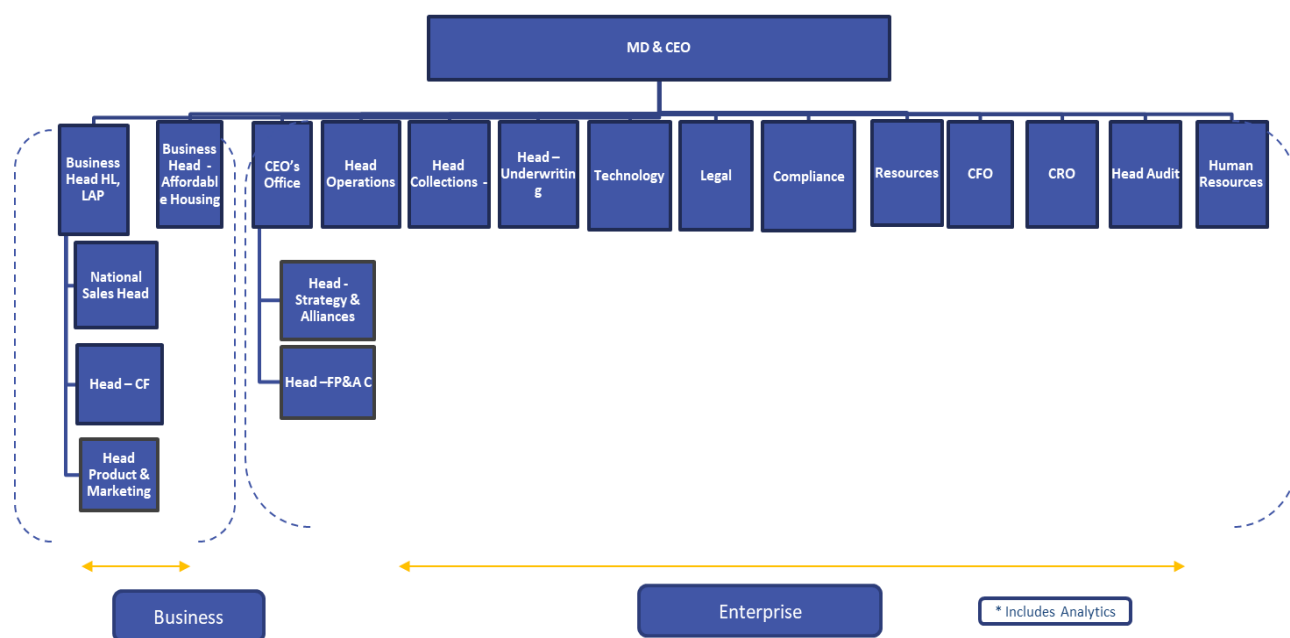 MD & CEO
Business
Head HL,
LAP
Business
Head -
Affordabl
e Housing
CEO's
Office
Head
Operations
Head
Collections -
Head –
Underwritin
g
Technology
Legal
Compliance
Resources
CFO
CRO
Head Audit
Human
Resources
National
Sales Head
Head – CF
Head
Product &
Marketing
Head -
Strategy &
Alliances
Head –FP&A C
Business
Enterprise
* Includes Analytics